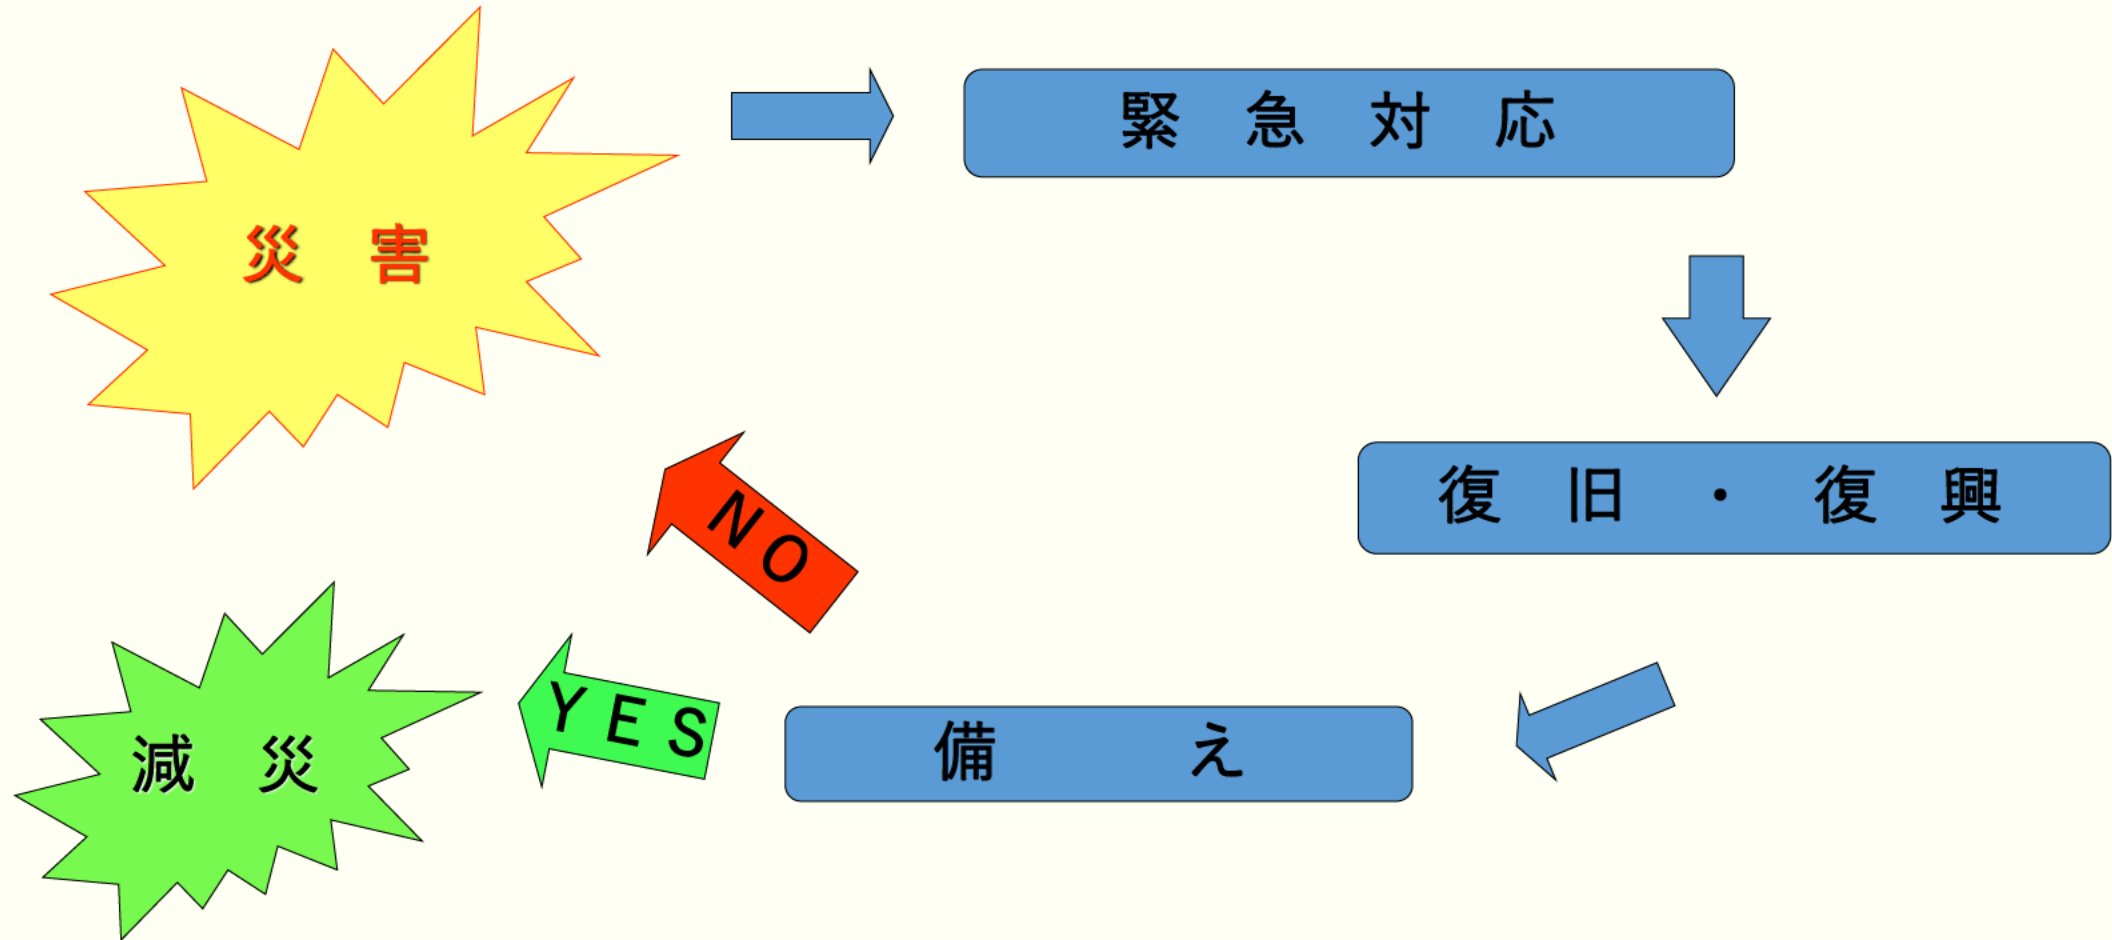 緊急対応
災害
復旧・復興
NO
YES
備え
減災